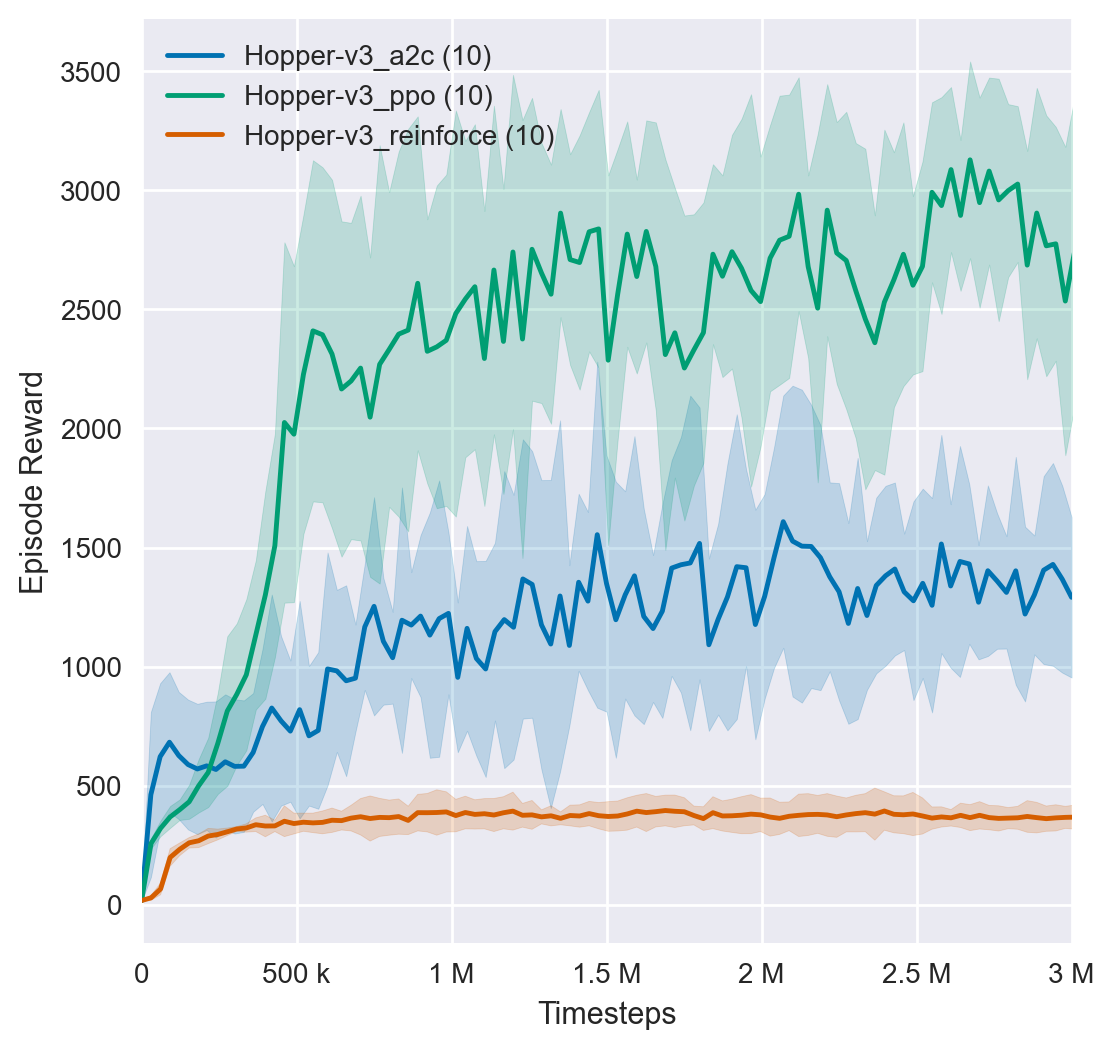 Hopper-v3_a2c (10)
Hopper-v3_ppo (10)
Hopper-v3_reinforce (10)
Episode Reward
3500
3000
2500
2000
1500
1000
500
0
0 500 k 1 M 1.5 M 2 M 2.5 M 3 M
Timesteps